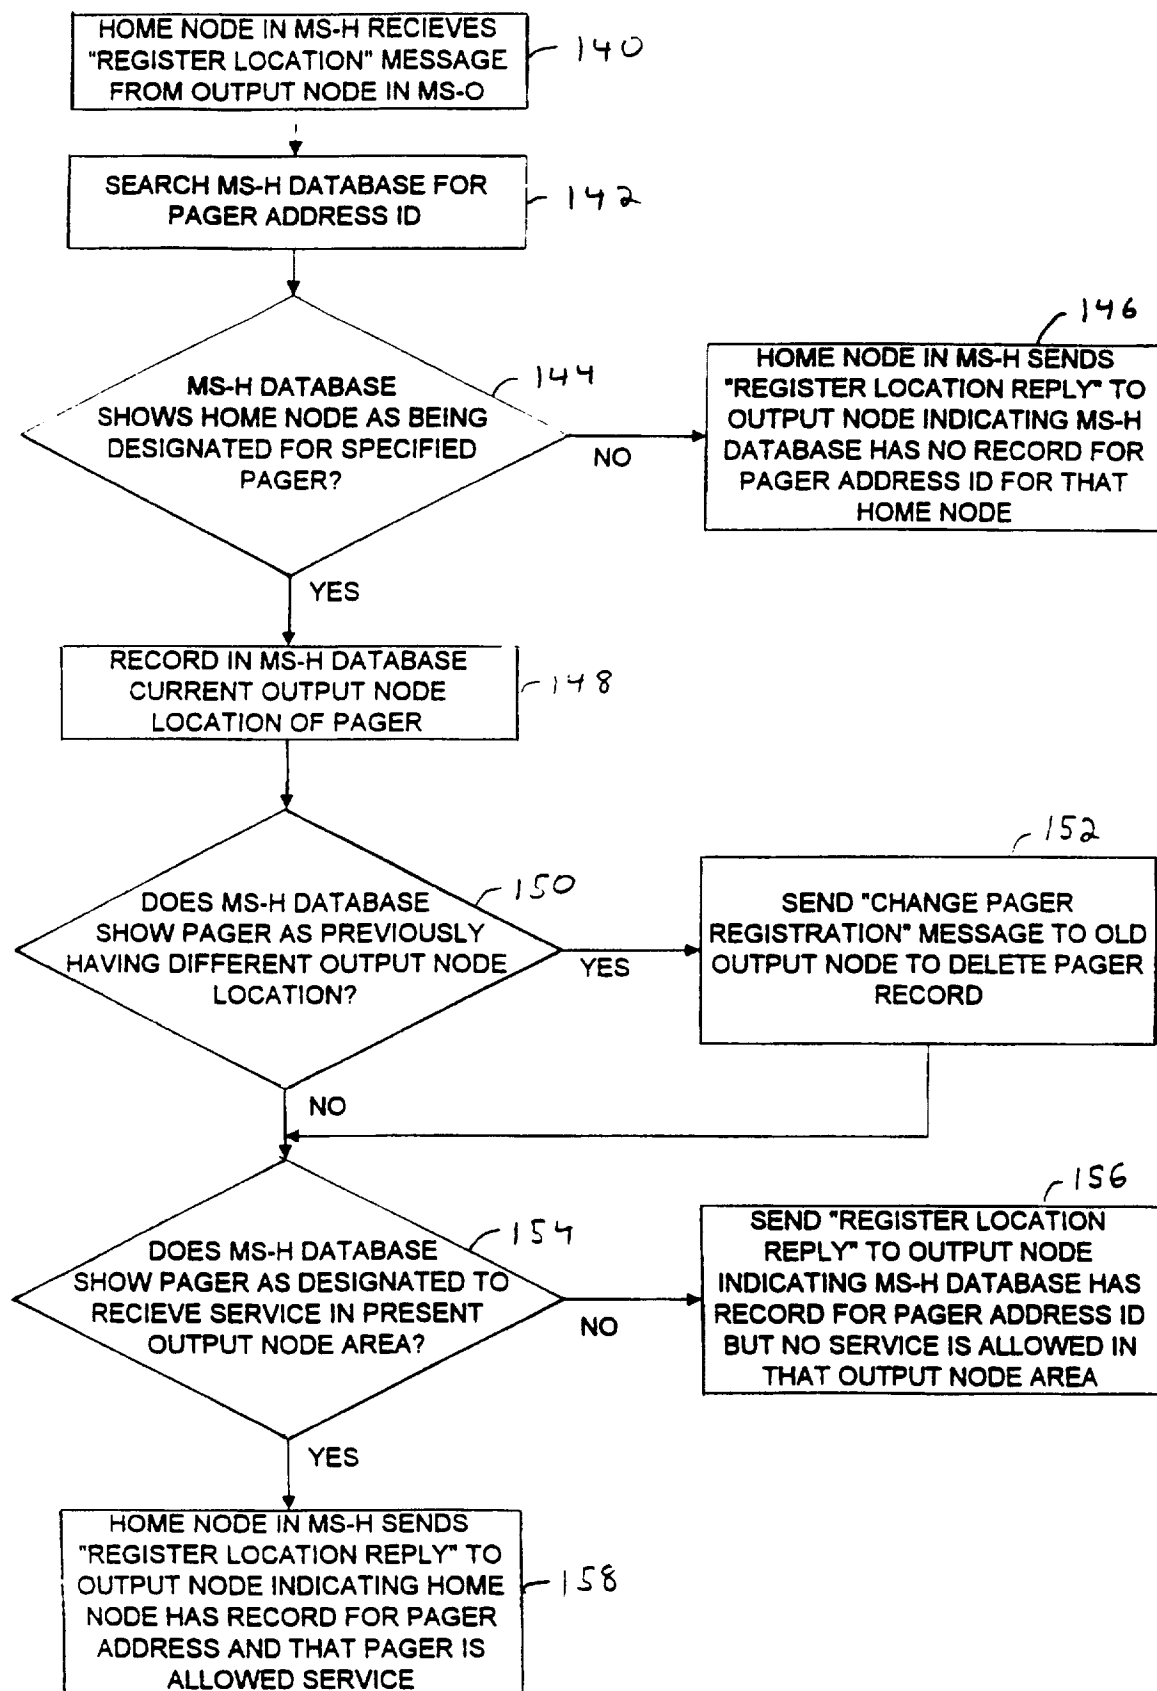 HOME NODE IN MS-H RECIEVES
"REGISTER LOCATION" MESSAGE
FROM OUTPUT NODE IN MS-O
140
SEARCH MS-H DATABASE FOR
PAGER ADDRESS ID
142
MS-H DATABASE
SHOWS HOME NODE AS BEING
DESIGNATED FOR SPECIFIED
PAGER?
144
NO
146
HOME NODE IN MS-H SENDS
"REGISTER LOCATION REPLY" TO
OUTPUT NODE INDICATING MS-H
DATABASE HAS NO RECORD FOR
PAGER ADDRESS ID FOR THAT
HOME NODE
YES
RECORD IN MS-H DATABASE
CURRENT OUTPUT NODE
LOCATION OF PAGER
148
DOES MS-H DATABASE
SHOW PAGER AS PREVIOUSLY
HAVING DIFFERENT OUTPUT NODE
LOCATION?
150
YES
152
SEND "CHANGE PAGER
REGISTRATION" MESSAGE TO OLD
OUTPUT NODE TO DELETE PAGER
RECORD
NO
DOES MS-H DATABASE
SHOW PAGER AS DESIGNATED TO
RECIEVE SERVICE IN PRESENT
OUTPUT NODE AREA?
154
NO
156
SEND "REGISTER LOCATION
REPLY" TO OUTPUT NODE
INDICATING MS-H DATABASE HAS
RECORD FOR PAGER ADDRESS ID
BUT NO SERVICE IS ALLOWED IN
THAT OUTPUT NODE AREA
YES
HOME NODE IN MS-H SENDS
"REGISTER LOCATION REPLY" TO
OUTPUT NODE INDICATING HOME
NODE HAS RECORD FOR PAGER
ADDRESS AND THAT PAGER IS
ALLOWED SERVICE
158